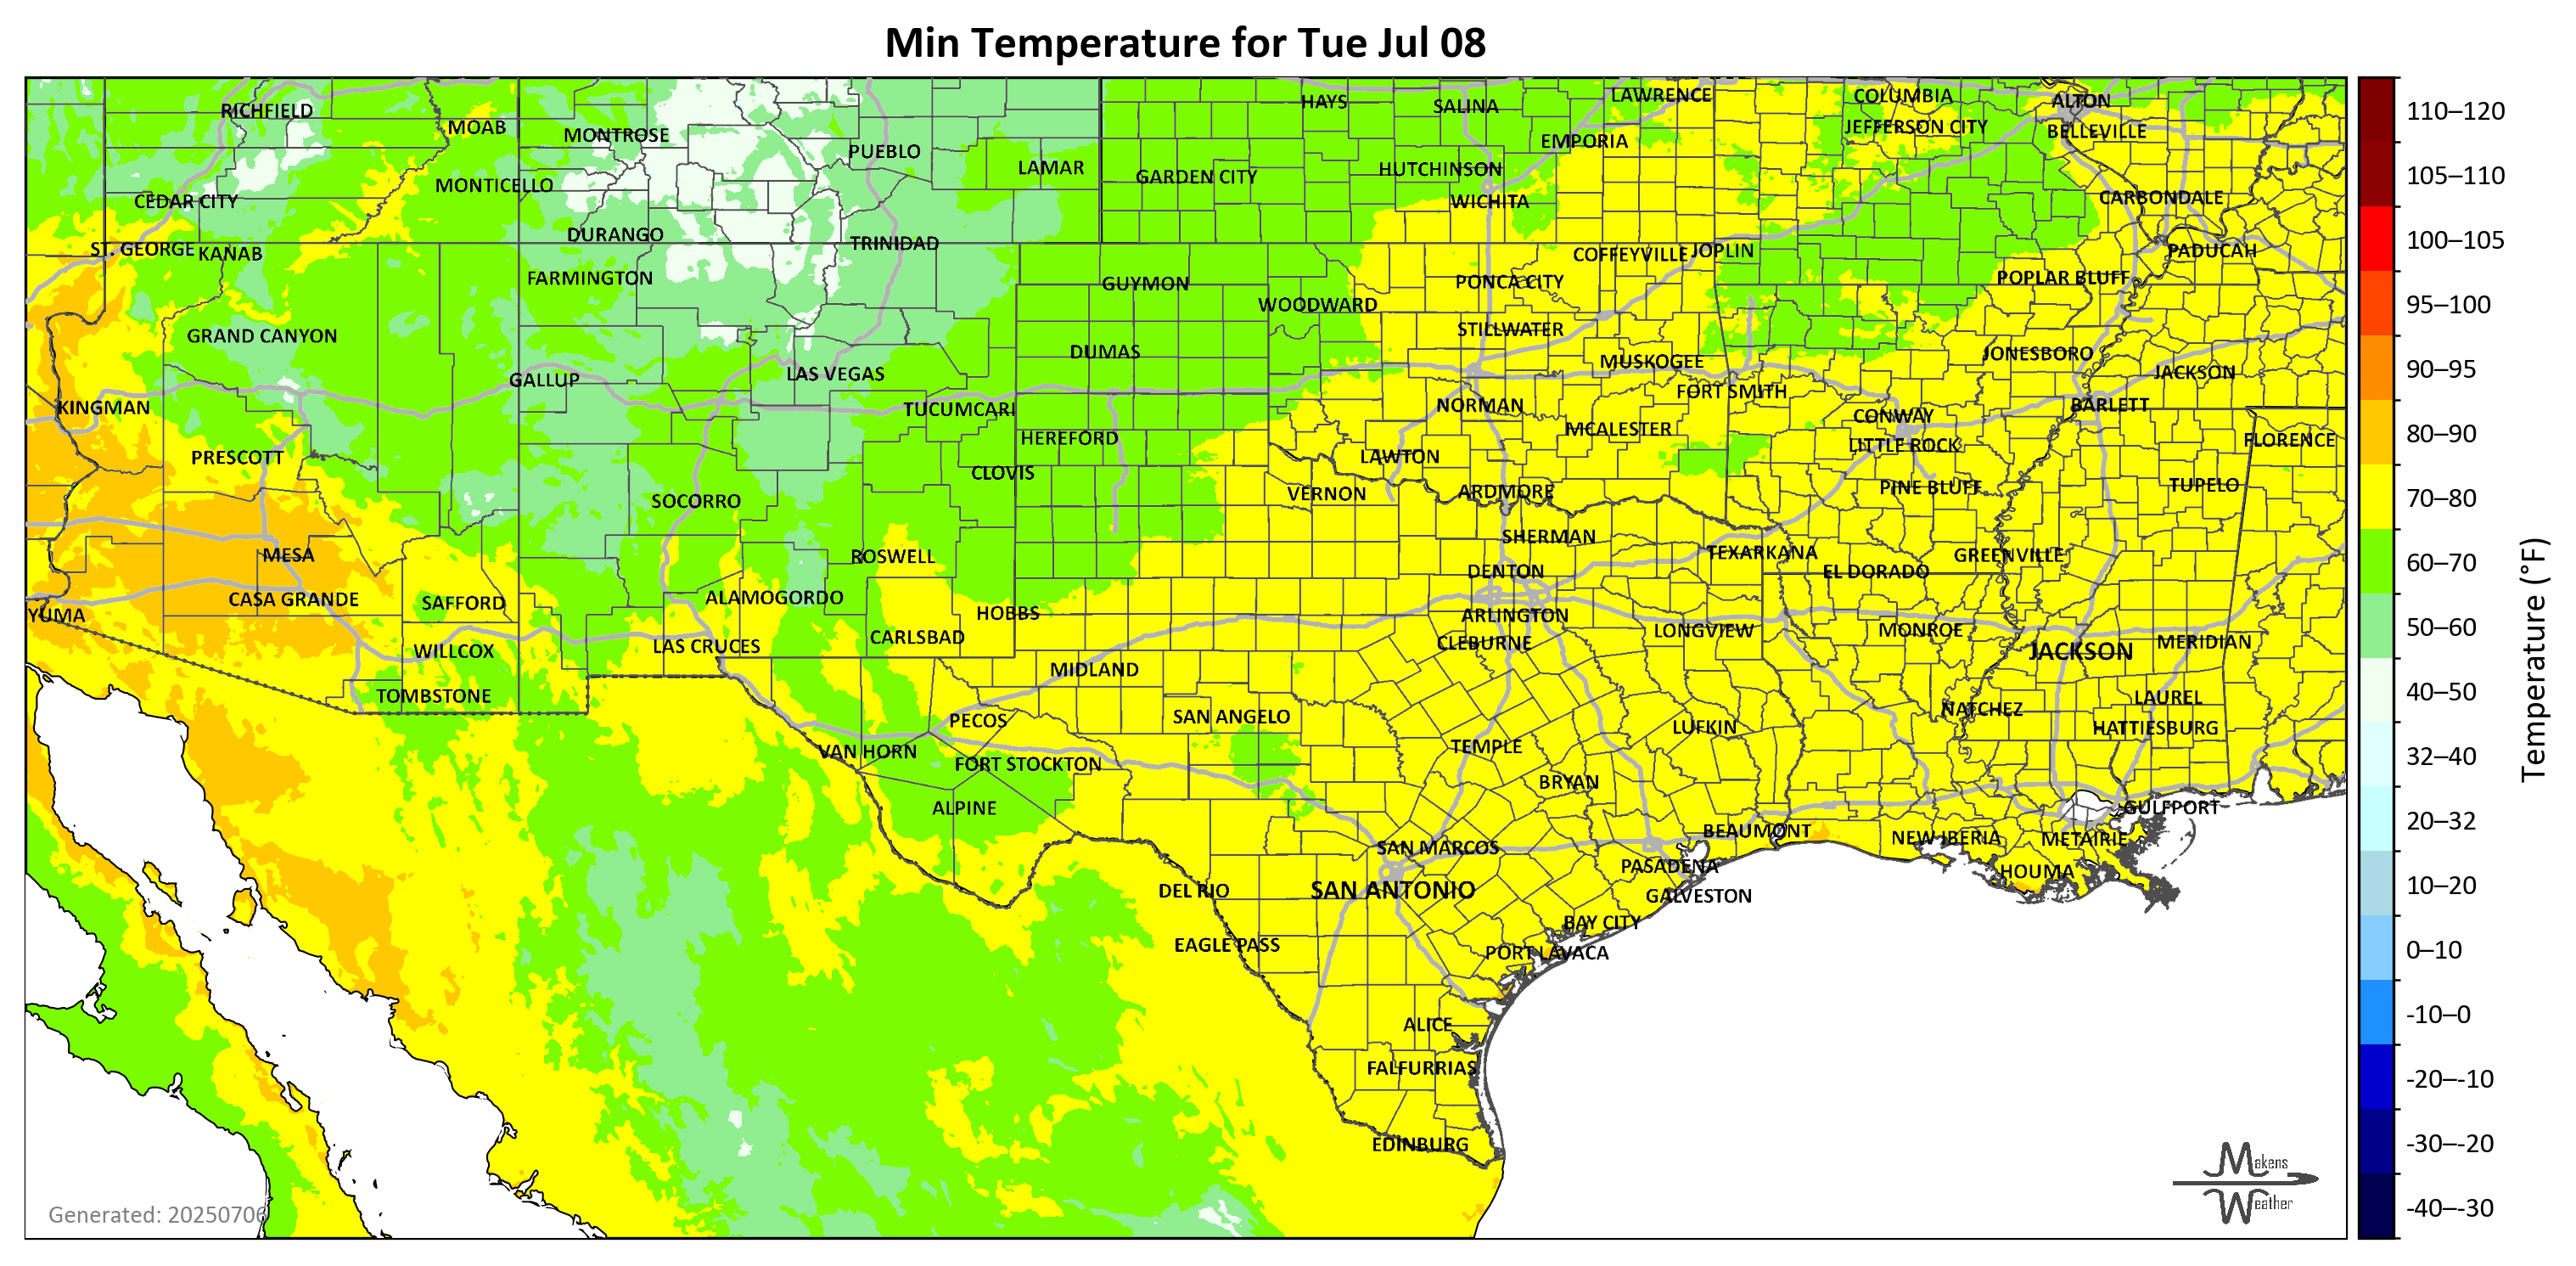 Min Temperature for Tue Jul 08
RICHFIELD
MOAB
MONTROSE
PUEBLO
LAMAR
HAYS
SALINA
LAWRENCE
COLUMBIA
ALTON
EMPORIA
JEFFERSON CITY
BELLEVILLE
MONTICELLO
GARDEN CITY
HUTCHINSON
CEDAR CITY
WICHITA
CARBONDALE
DURANGO
TRINIDAD
ST. GEORGE
KANAB
COFFEYVILLE
JOPLIN
PADUCAH
FARMINGTON
GUYMON
PONCA CITY
POPLAR BLUFF
WOODWARD
GRAND CANYON
STILLWATER
DUMAS
JONESBORO
MUSKOGEE
GALLUP
LAS VEGAS
JACKSON
FORT SMITH
KINGMAN
TUCUMCARI
NORMAN
BARLETT
CONWAY
HEREFORD
MCALESTER
LITTLE ROCK
FLORENCE
PRESCOTT
LAWTON
CLOVIS
SOCORRO
VERNON
ARDMORE
PINE BLUFF
TUPELO
SHERMAN
MESA
ROSWELL
TEXARKANA
GREENVILLE
DENTON
EL DORADO
CASA GRANDE
SAFFORD
ALAMOGORDO
YUMA
HOBBS
ARLINGTON
WILLCOX
LAS CRUCES
CARLSBAD
CLEBURNE
LONGVIEW
MONROE
JACKSON
MERIDIAN
MIDLAND
TOMBSTONE
LAUREL
PECOS
SAN ANGELO
NATCHEZ
LUFKIN
HATTIESBURG
VAN HORN
FORT STOCKTON
TEMPLE
BRYAN
ALPINE
GULFPORT
BEAUMONT
NEW IBERIA
METAIRIE
SAN MARCOS
PASADENA
HOUMA
DEL RIO
SAN ANTONIO
GALVESTON
BAY CITY
EAGLE PASS
PORT LAVACA
ALICE
FALFURRIAS
EDINBURG
Generated: 20250706
Makens
Weather
110–120
105–110
100–105
95–100
90–95
80–90
70–80
60–70
50–60
40–50
32–40
20–32
10–20
0–10
-10–0
-20–-10
-30–-20
-40–-30
Temperature (°F)